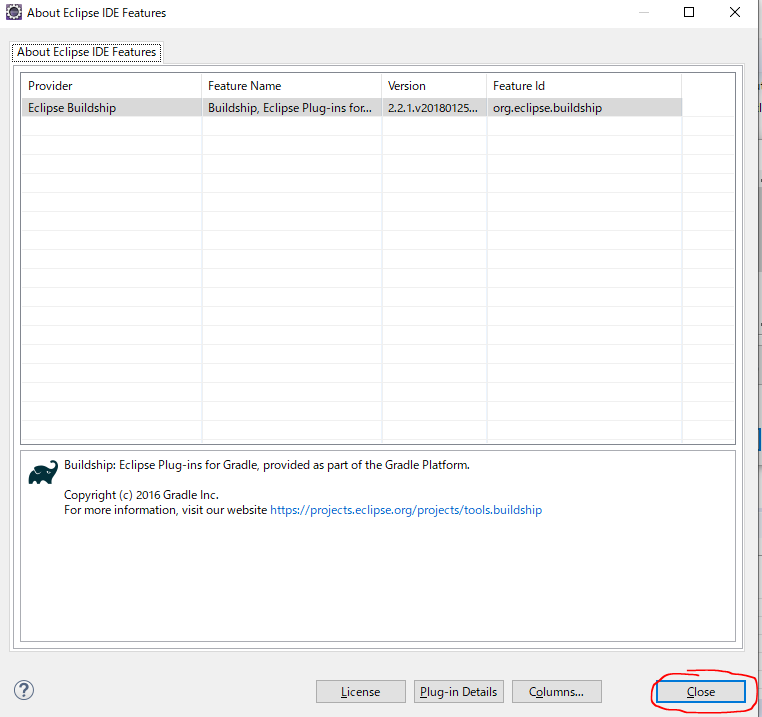 About Eclipse IDE Features
About Eclipse IDE Features
Provider Feature Name Version Feature Id
Eclipse Buildship Buildship, Eclipse Plug-ins for... 2.2.1.v20180125... org.eclipse.buildship
Buildship: Eclipse Plug-ins for Gradle, provided as part of the Gradle Platform.
Copyright (c) 2016 Gradle Inc.
For more information, visit our website https://projects.eclipse.org/projects/tools.buildship
? License Plug-in Details Columns... Close